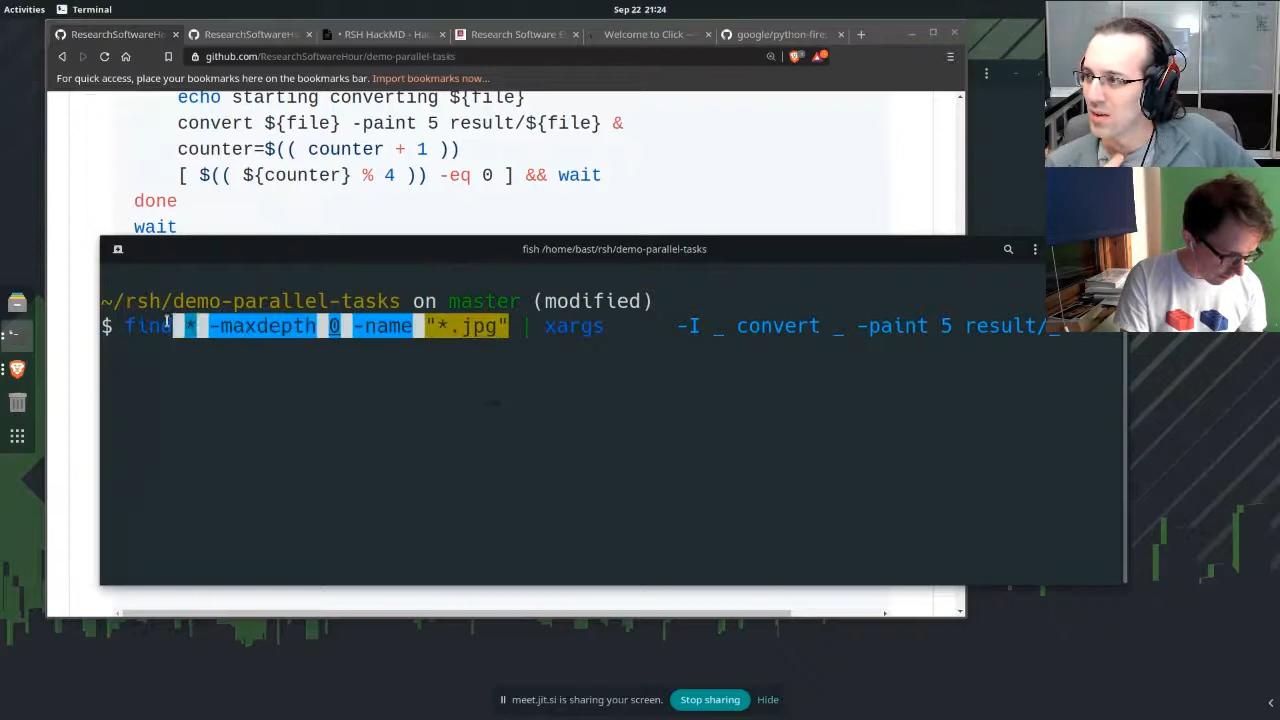 Activities
Terminal
Sep 22 21:24
ResearchSoftwareHo
ResearchSoftwareH
· RSH HackMD - Ha
Research Software E
Welcome to Click —
google/python-fire:
github.com/ResearchSoftwareHour/demo-parallel-tasks
For quick access, place your bookmarks here on the bookmarks bar. Import bookmarks now...
echo starting converting ${file}
convert ${file} -paint 5 result/${file} &
counter=$(( counter + 1 ))
[ $(( ${counter} % 4 )) -eq 0 ] && wait
done
wait
fish /home/bast/rsh/demo-parallel-tasks
~/rsh/demo-parallel-tasks on master (modified)
$ find * -maxdepth 0 -name "*.jpg" | xargs -I _ convert _ -paint 5 result/_
meet.jit.si is sharing your screen.
Stop sharing
Hide